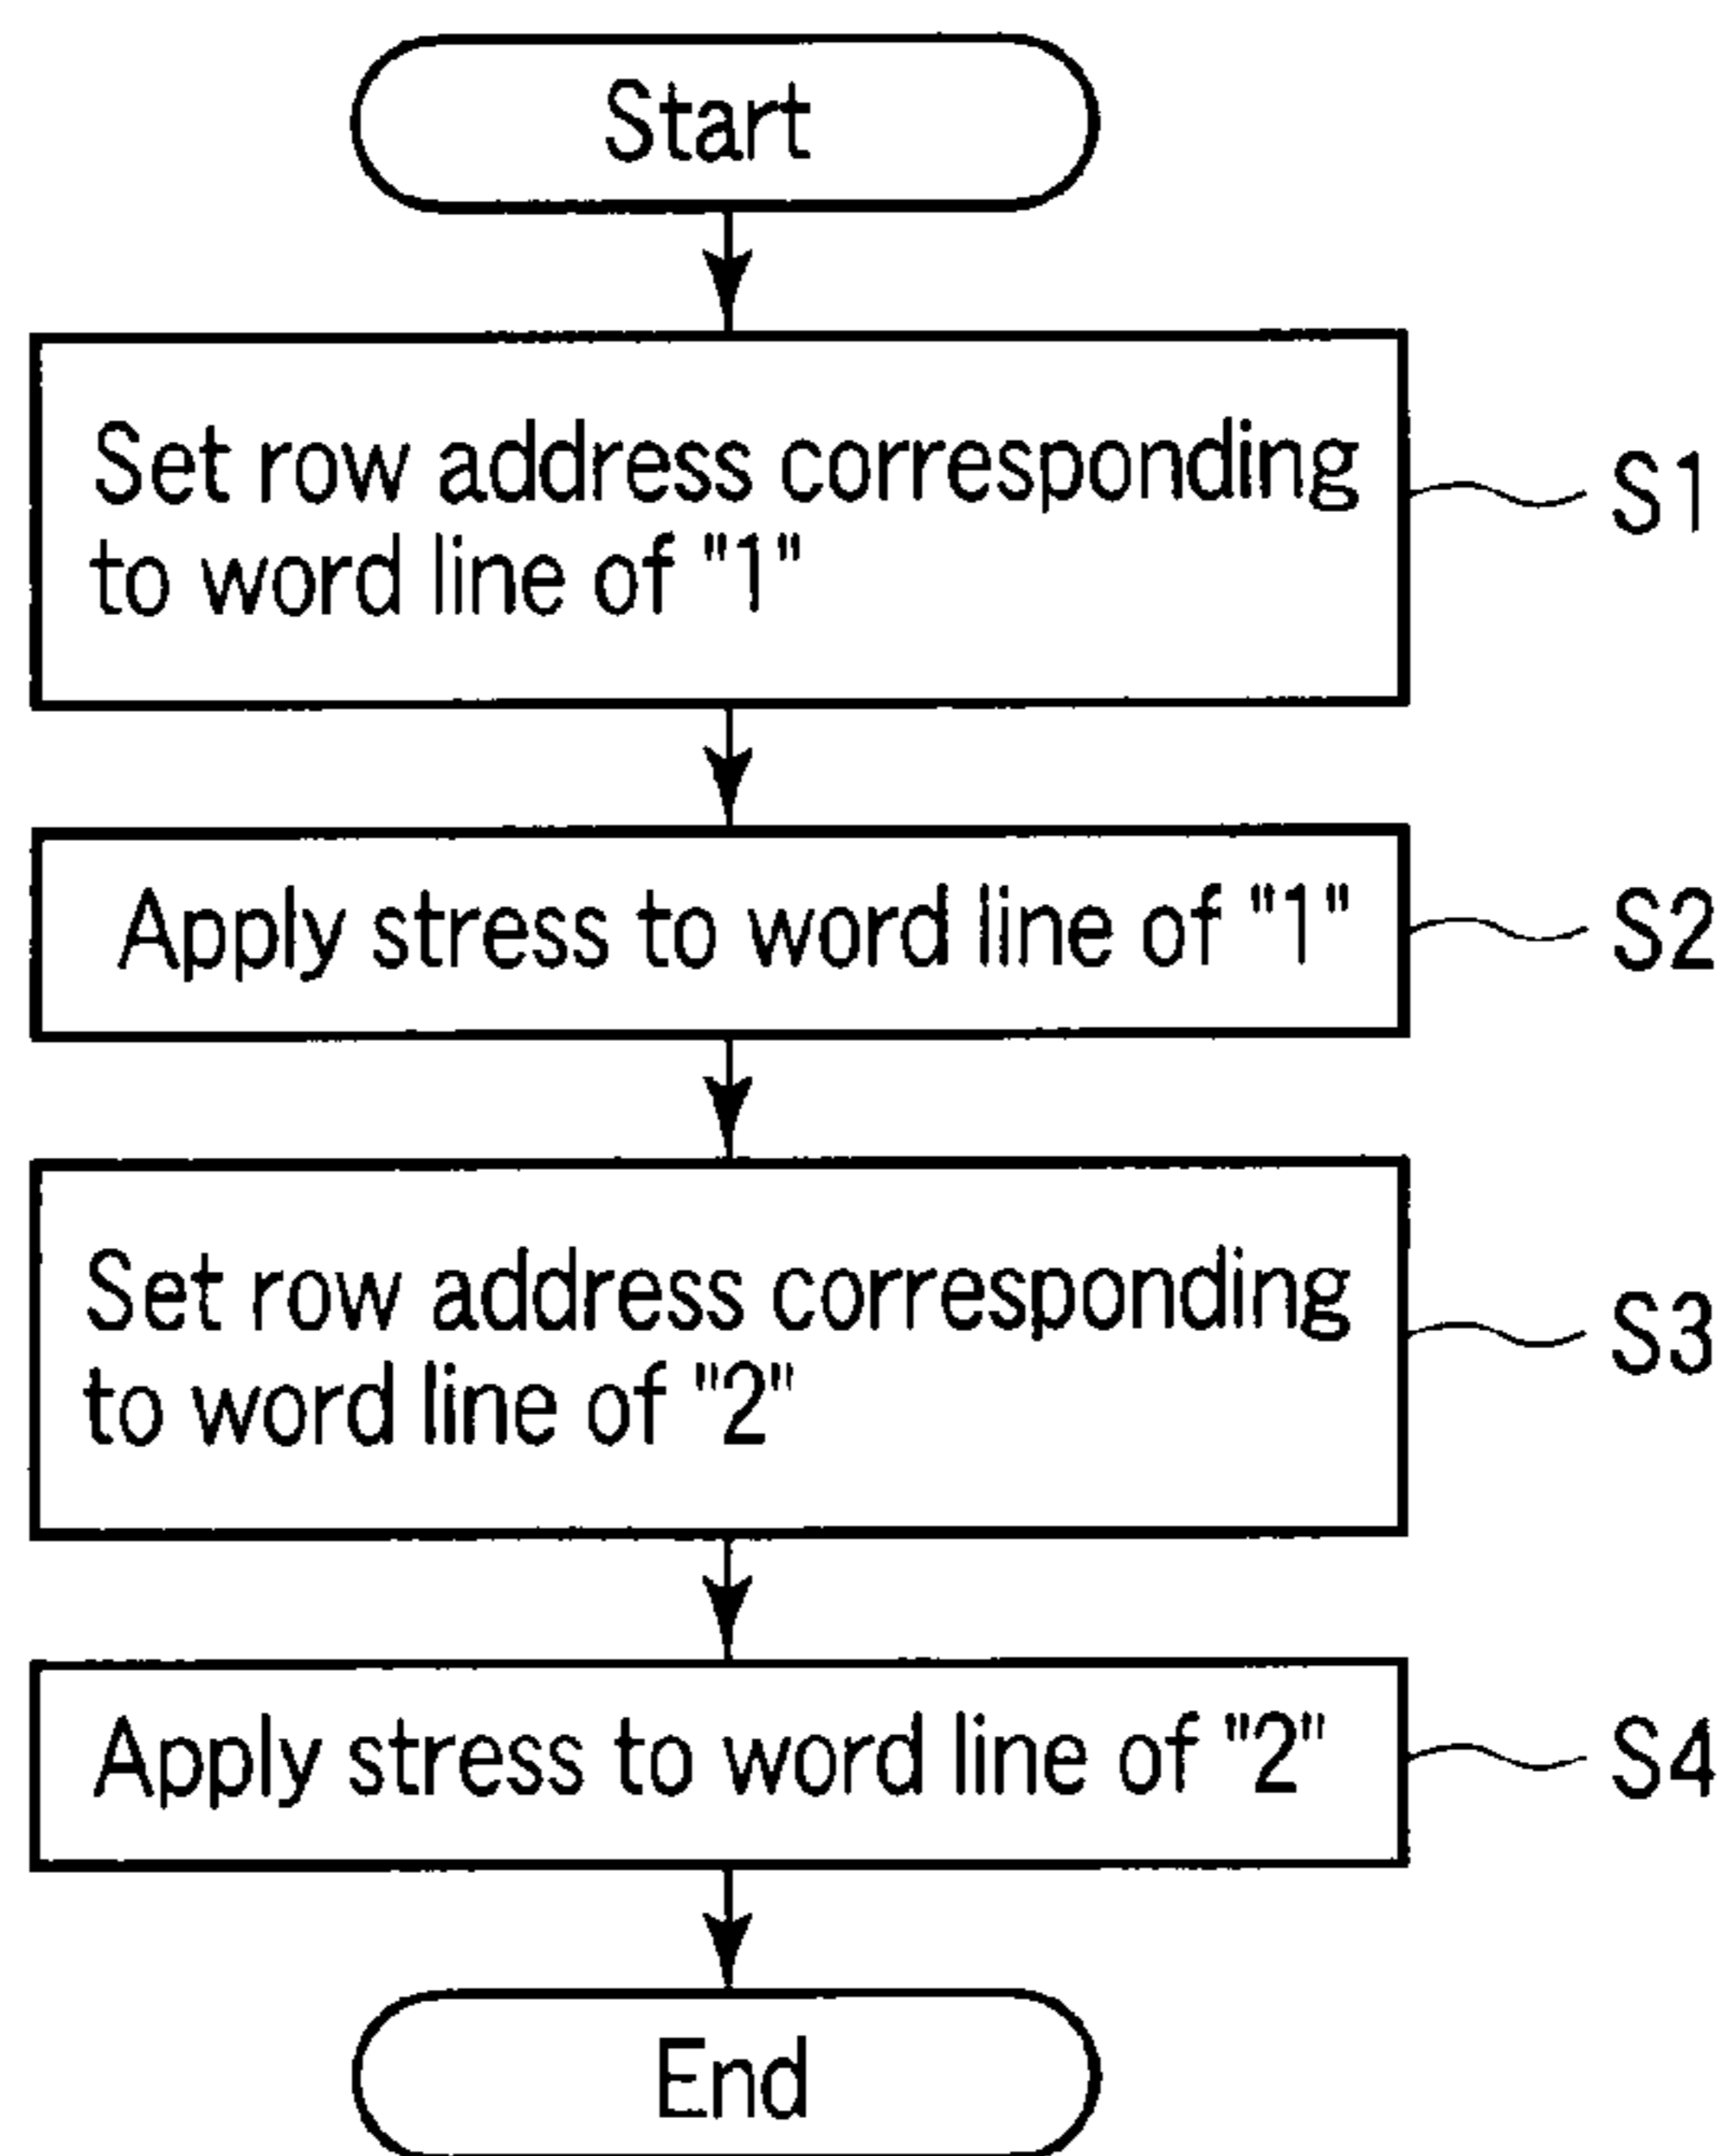 Start
Set row address corresponding
to word line of "1"
S1
Apply stress to word line of "1"
S2
Set row address corresponding
to word line of "2"
S3
Apply stress to word line of "2"
S4
End